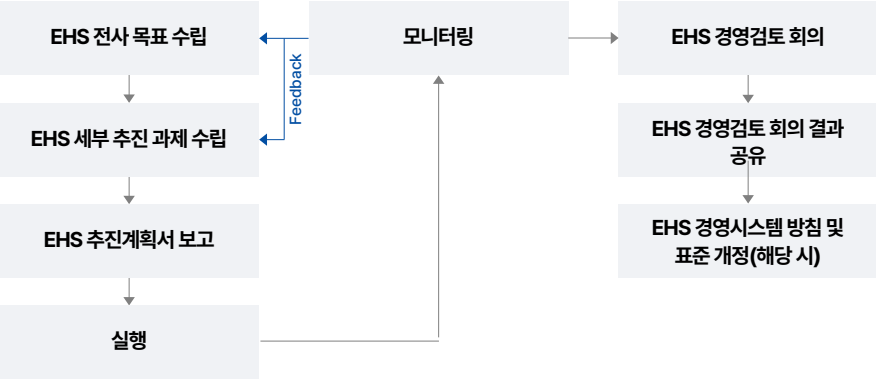 EHS 전사 목표 수립
EHS 세부 추진 과제 수립
EHS 추진계획서 보고
실행
Feedback
모니터링
EHS 경영검토 회의
EHS 경영검토 회의 결과
공유
EHS 경영시스템 방침 및
표준 개정(해당 시)